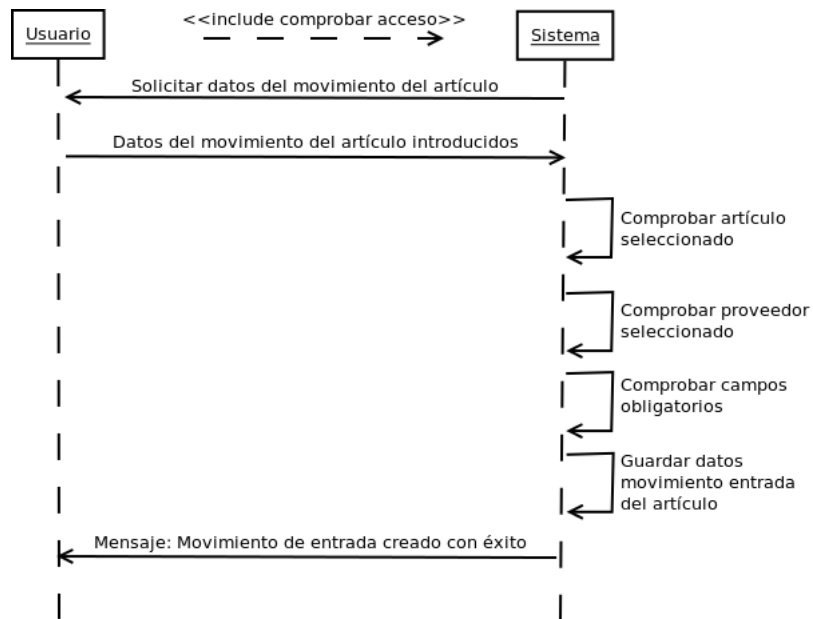 <<include comprobar acceso>>
Usuario
Sistema
Solicitar datos del movimiento del artículo
Datos del movimiento del artículo introducidos
Comprobar artículo
seleccionado
Comprobar proveedor
seleccionado
Comprobar campos
obligatorios
Guardar datos
movimiento entrada
del artículo
Mensaje: Movimiento de entrada creado con éxito